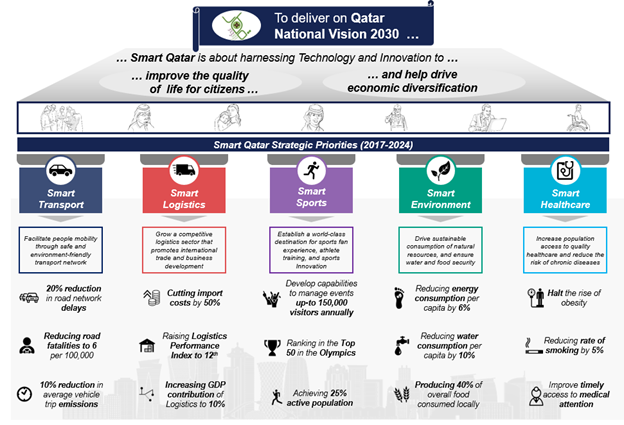 To deliver on Qatar
National Vision 2030 ...
... Smart Qatar is about harnessing Technology and Innovation to ...
... improve the quality
of life for citizens ...
... and help drive
economic diversification
Smart Qatar Strategic Priorities (2017-2024)
Smart
Transport
Facilitate people mobility
through safe and
environment-friendly
transport network
20% reduction
in road network
delays
Reducing road
fatalities to 6
per 100,000
10% reduction in
average vehicle
trip emissions
Smart
Logistics
Grow a competitive
logistics sector that
promotes international
trade and business
development
Cutting import
costs by 50%
Raising Logistics
Performance
Index to 12th
Increasing GDP
contribution of
Logistics to 10%
Smart
Sports
Establish a world-class
destination for sports fan
experience, athlete
training, and sports
Innovation
Develop capabilities
to manage events
up-to 150,000
visitors annually
Ranking in the Top
50 in the Olympics
Achieving 25%
active population
Smart
Environment
Drive sustainable
consumption of natural
resources, and ensure
water and food security
Reducing energy
consumption per
capita by 6%
Reducing water
consumption per
capita by 10%
Producing 40% of
overall food
consumed locally
Smart
Healthcare
Increase population
access to quality
healthcare and reduce the
risk of chronic diseases
Halt the rise of
obesity
Reducing rate of
smoking by 5%
Improve timely
access to medical
attention